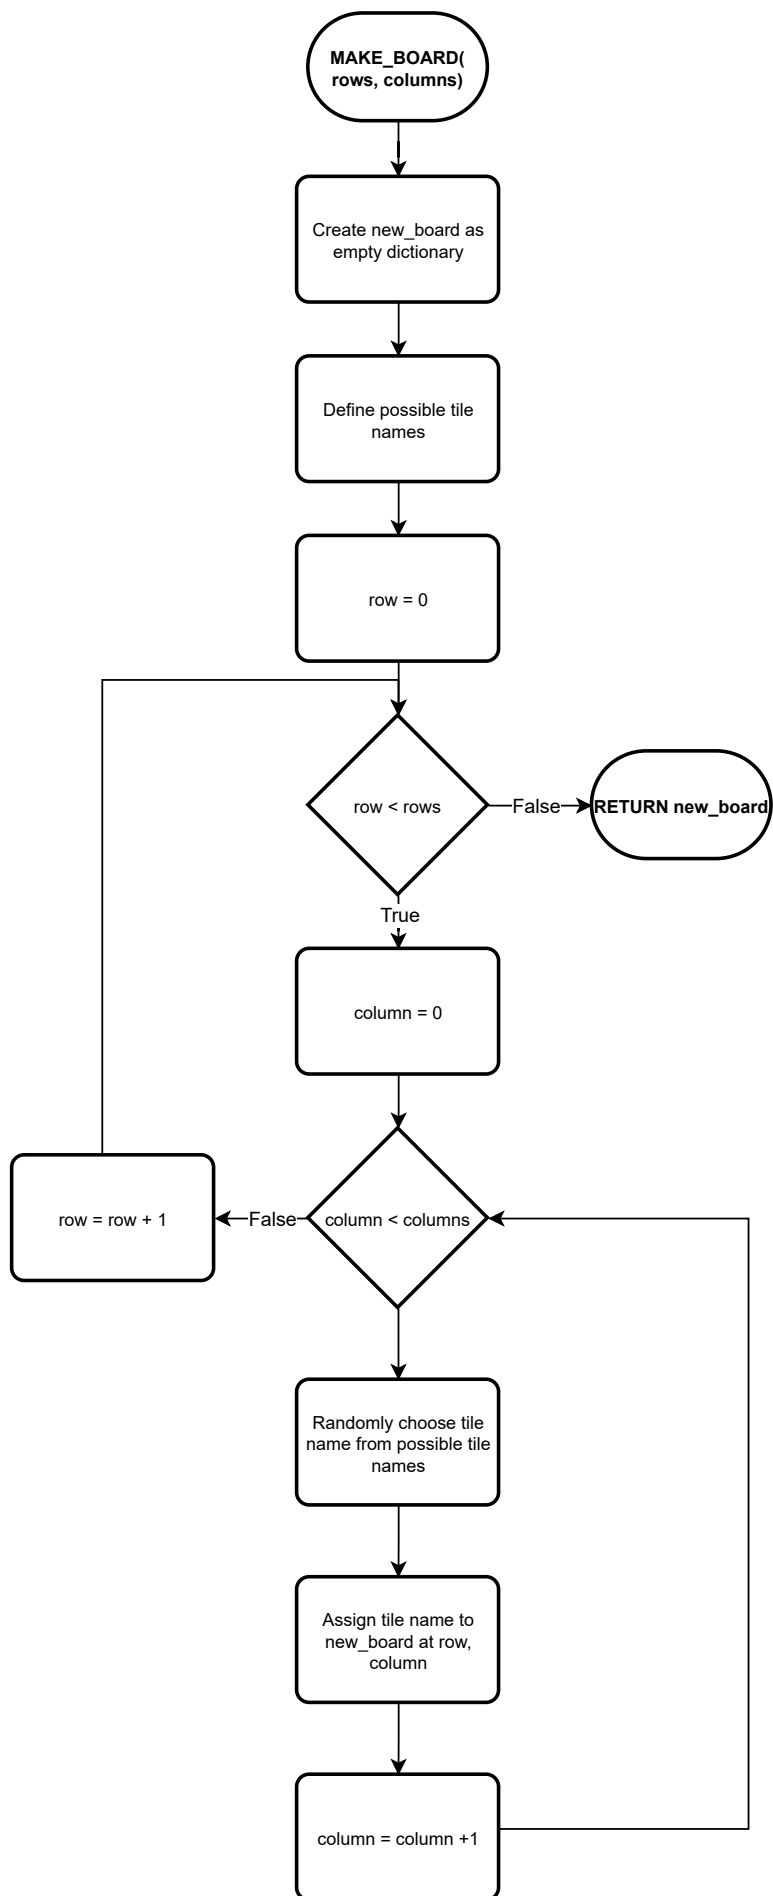 MAKE_BOARD(
rows, columns)
Create new_board as
empty dictionary
Define possible tile
names
row = 0
row < rows
False
RETURN new_board
True
column = 0
row = row + 1
False
column < columns
Randomly choose tile
name from possible tile
names
Assign tile name to
new_board at row,
column
column = column +1